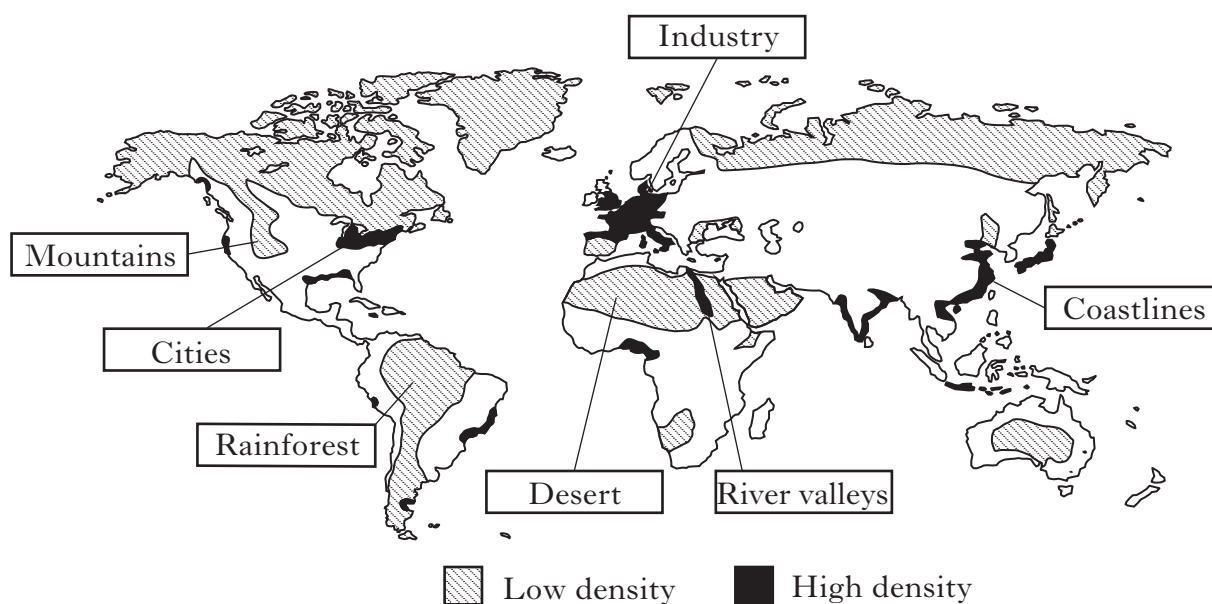 Industry
Mountains
Coastlines
Cities
Rainforest
Desert
River valleys
Low density
High density